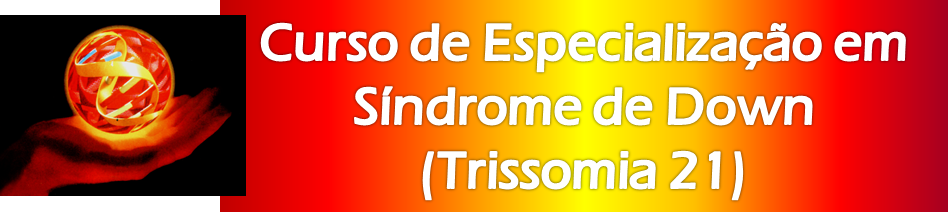 Curso de Especialização em
Síndrome de Down
(Trissomia 21)